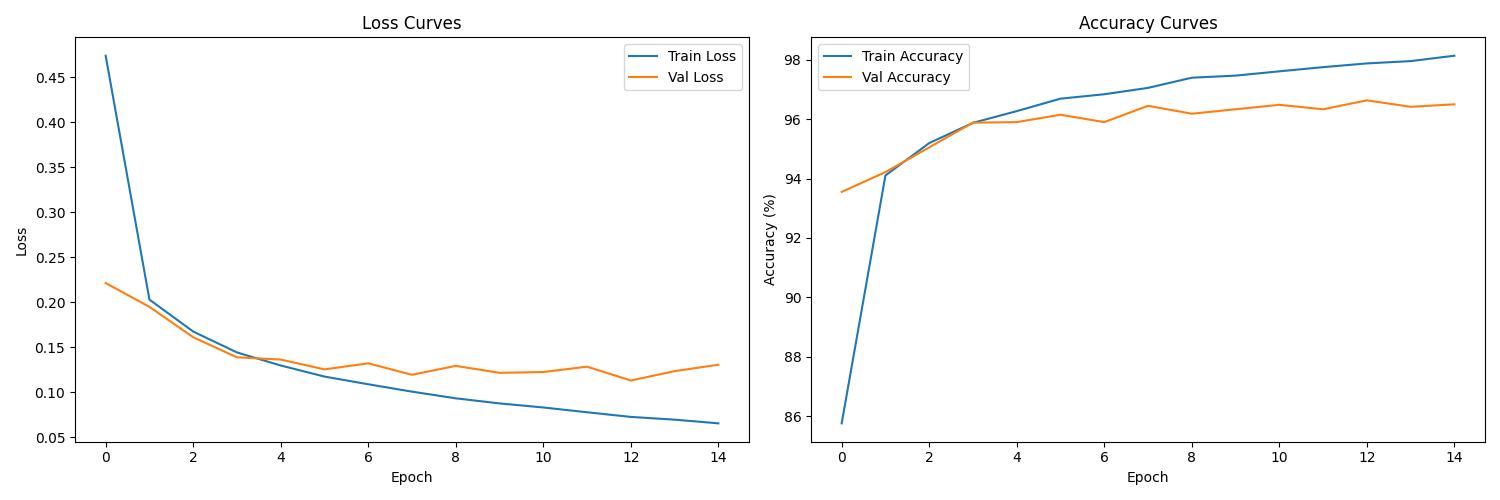 Loss Curves
Train Loss
Val Loss
0.45
0.40
0.35
0.30
0.25
0.20
0.15
0.10
0.05
Loss
0 2 4 6 8 10 12 14
Epoch
Accuracy Curves
Train Accuracy
Val Accuracy
98
96
94
92
90
88
86
Accuracy (%)
0 2 4 6 8 10 12 14
Epoch